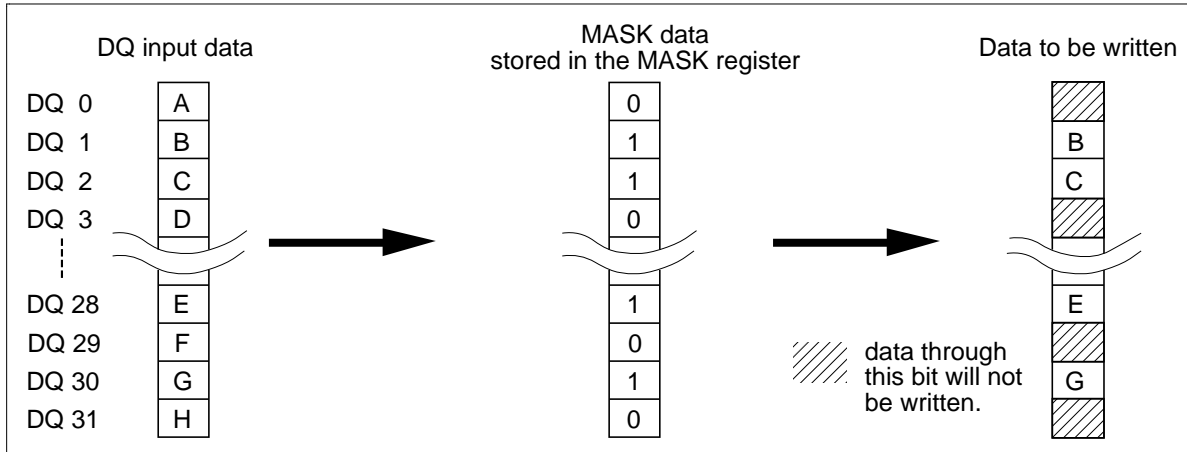 DQ input data
MASK data
stored in the MASK register
Data to be written
DQ 0 A 0
DQ 1 B 1 B
DQ 2 C 1 C
DQ 3 D 0
DQ 28 E 1 E
DQ 29 F 0
DQ 30 G 1 G
DQ 31 H 0
data through
this bit will not
be written.